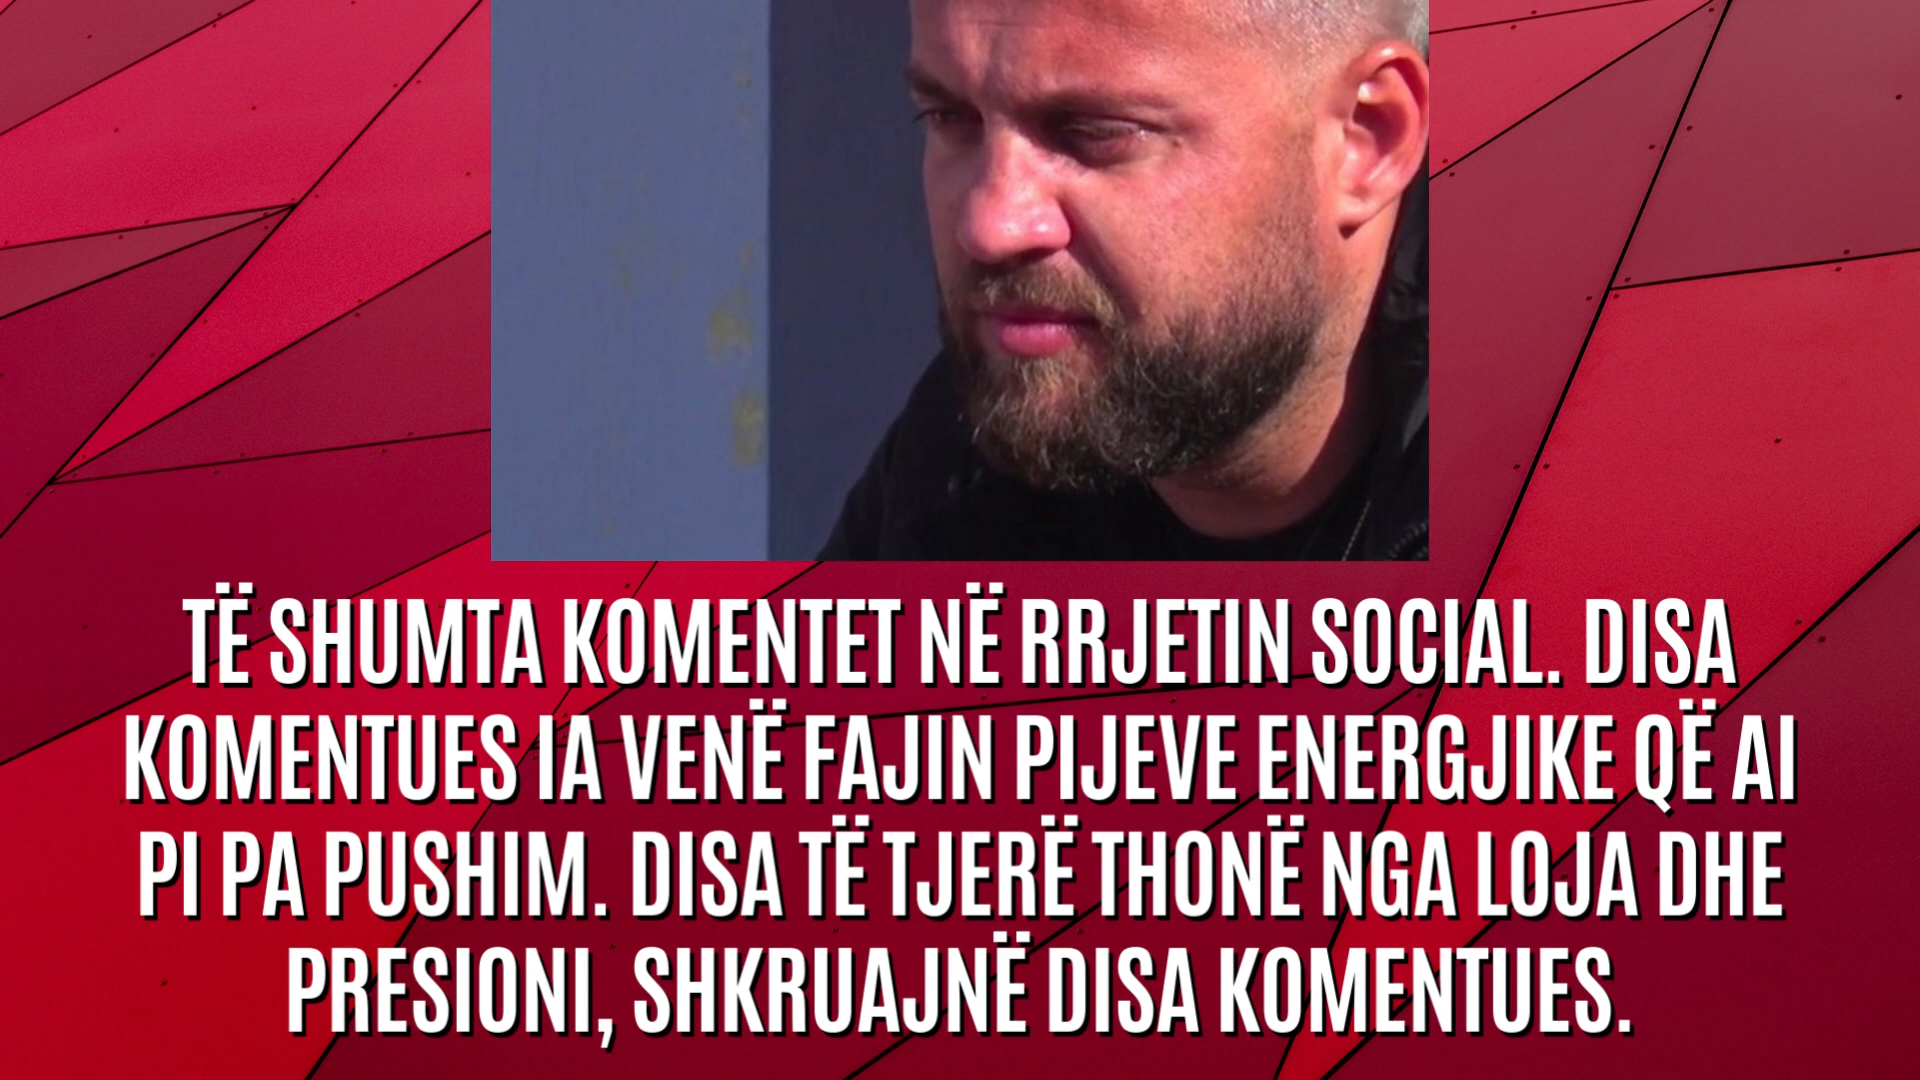 TË SHUMTA KOMENTET NË RRJETIN SOCIAL. DISA
KOMENTUES IA VENË FAJIN PIJEVE ENERGJIKE QË AI
PI PA PUSHIM. DISA TË TJERË THONË NGA LOJA DHE
PRESIONI, SHKRUAJNË DISA KOMENTUES.